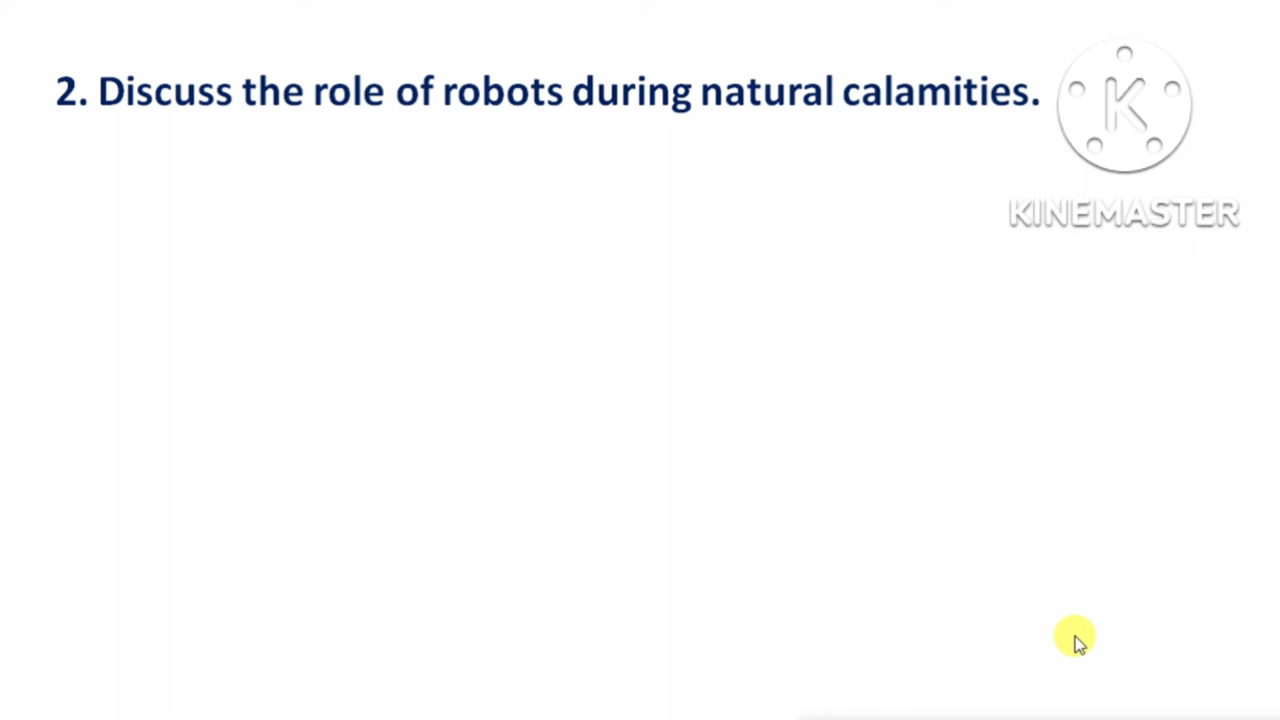 2. Discuss the role of robots during natural calamities.
K
KINEMASTER